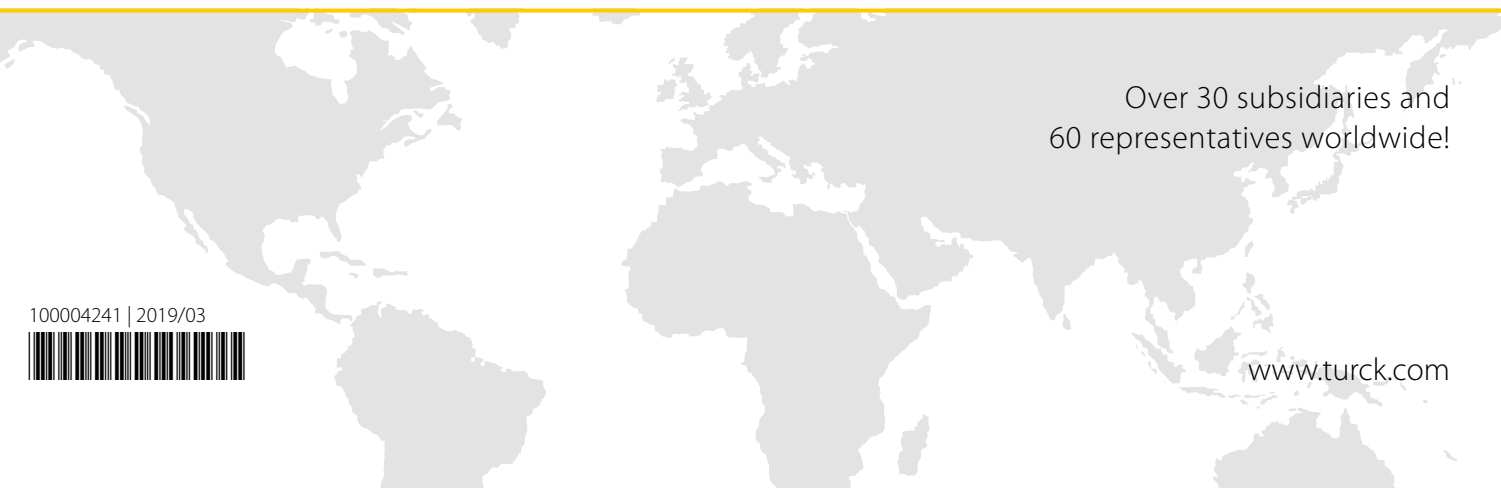 Over 30 subsidiaries and
60 representatives worldwide!
100004241 | 2019/03
www.turck.com